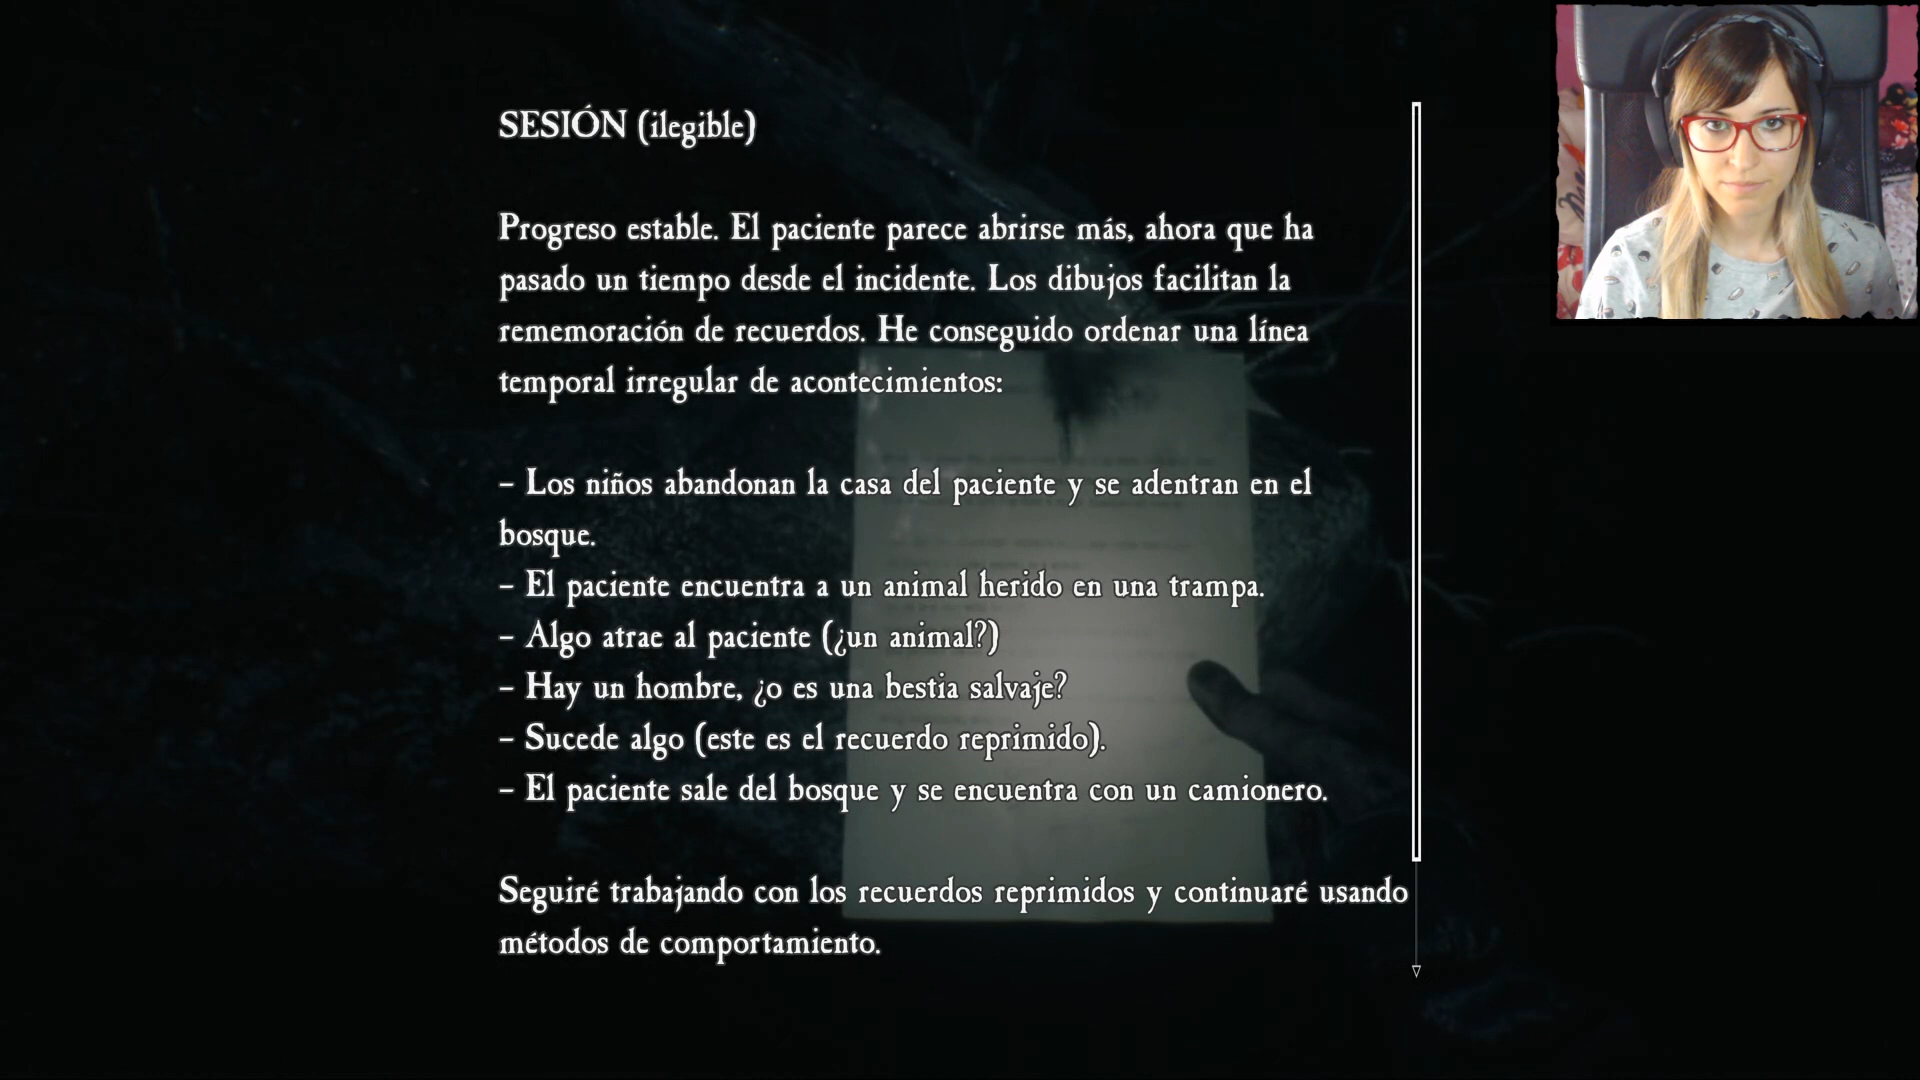 SESIÓN (ilegible)
Progreso estable. El paciente parece abrirse más, ahora que ha
pasado un tiempo desde el incidente. Los dibujos facilitan la
rememoración de recuerdos. He conseguido ordenar una línea
temporal irregular de acontecimientos:
- Los niños abandonan la casa del paciente y se adentran en el
bosque.
- El paciente encuentra a un animal herido en una trampa.
- Algo atrae al paciente (¿un animal?)
- Hay un hombre, ¿o es una bestia salvaje?
- Sucede algo (este es el recuerdo reprimido).
- El paciente sale del bosque y se encuentra con un camionero.
Seguiré trabajando con los recuerdos reprimidos y continuaré usando
métodos de comportamiento.